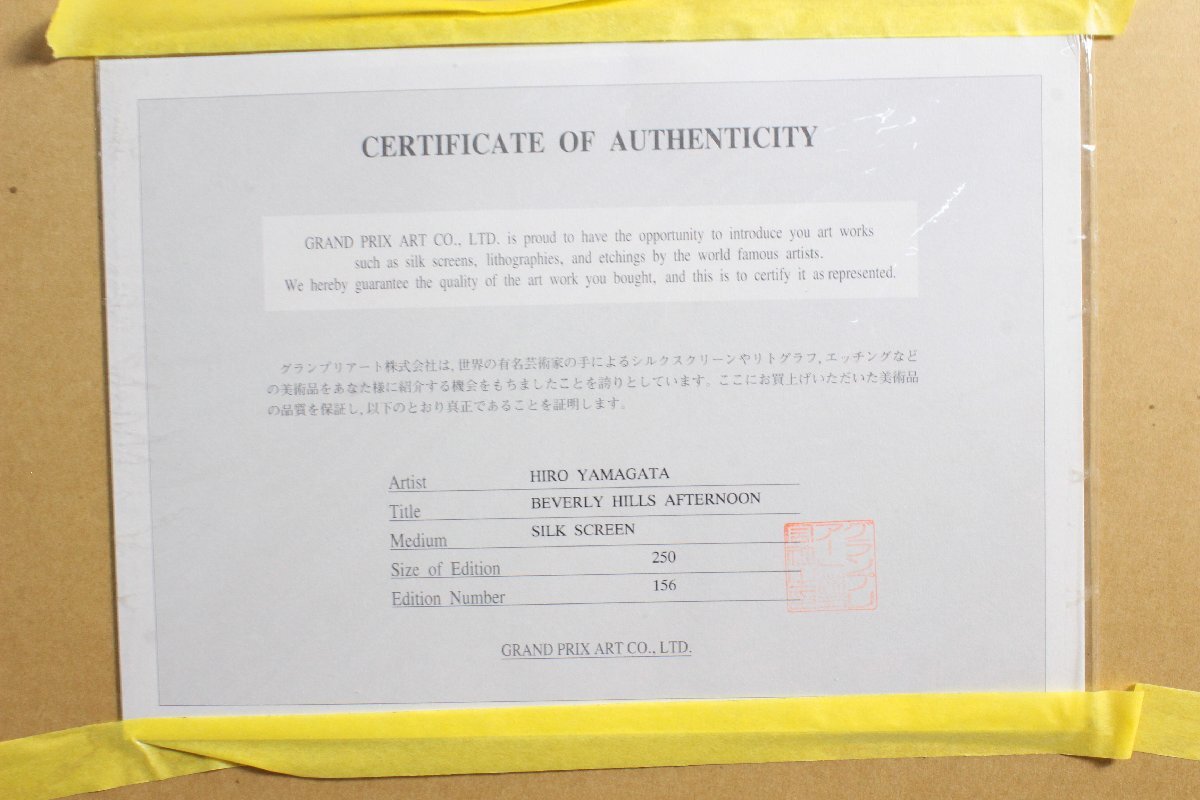 CERTIFICATE OF AUTHENTICITY
GRAND PRIX ART CO., LTD. is proud to have the opportunity to introduce you art works
such as silk screens, lithographies, and etchings by the world famous artists.
We hereby guarantee the quality of the art work you bought, and this is to certify it as represented.
グランプリアート株式会社は, 世界の有名芸術家の手によるシルクスクリーンやリトグラフ, エッチングなど
の美術品をあなた様に紹介する機会をもちましたことを誇りとしています。ここにお買上げいただいた美術品
の品質を保証し, 以下のとおり真正であることを証明します。
Artist HIRO YAMAGATA
Title BEVERLY HILLS AFTERNOON
Medium SILK SCREEN
Size of Edition 250
Edition Number 156
GRAND PRIX ART CO., LTD.